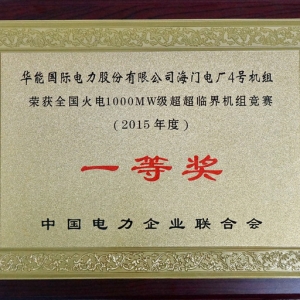 华能国际电力股份有限公司海门电厂4号机组
荣获全国火电1000MW级超超临界机组竞赛
（2015年度）
一等奖
中国电力企业联合会